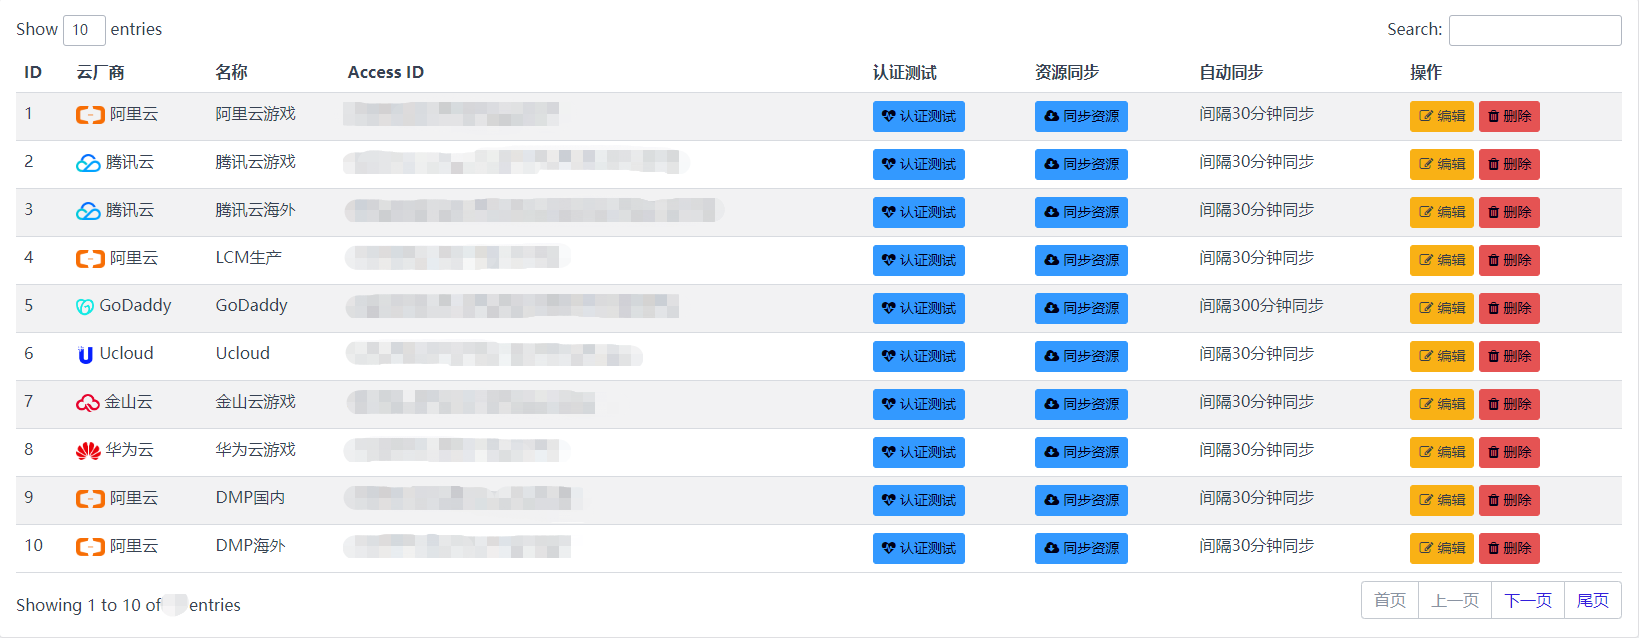 Show 10 entries Search:
ID 云厂商 名称 Access ID 认证测试 资源同步 自动同步 操作
1 阿里云 阿里云游戏 认证测试 同步资源 间隔30分钟同步 编辑 删除
2 腾讯云 腾讯云游戏 认证测试 同步资源 间隔30分钟同步 编辑 删除
3 腾讯云 腾讯云海外 认证测试 同步资源 间隔30分钟同步 编辑 删除
4 阿里云 LCM生产 认证测试 同步资源 间隔30分钟同步 编辑 删除
5 GoDaddy GoDaddy 认证测试 同步资源 间隔300分钟同步 编辑 删除
6 Ucloud Ucloud 认证测试 同步资源 间隔30分钟同步 编辑 删除
7 金山云 金山云游戏 认证测试 同步资源 间隔30分钟同步 编辑 删除
8 华为云 华为云游戏 认证测试 同步资源 间隔30分钟同步 编辑 删除
9 阿里云 DMP国内 认证测试 同步资源 间隔30分钟同步 编辑 删除
10 阿里云 DMP海外 认证测试 同步资源 间隔30分钟同步 编辑 删除
Showing 1 to 10 of entries 首页 上一页 下一页 尾页